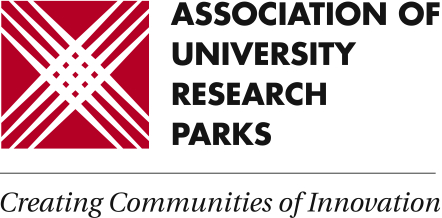 ASSOCIATION OF
UNIVERSITY
RESEARCH
PARKS
Creating Communities of Innovation